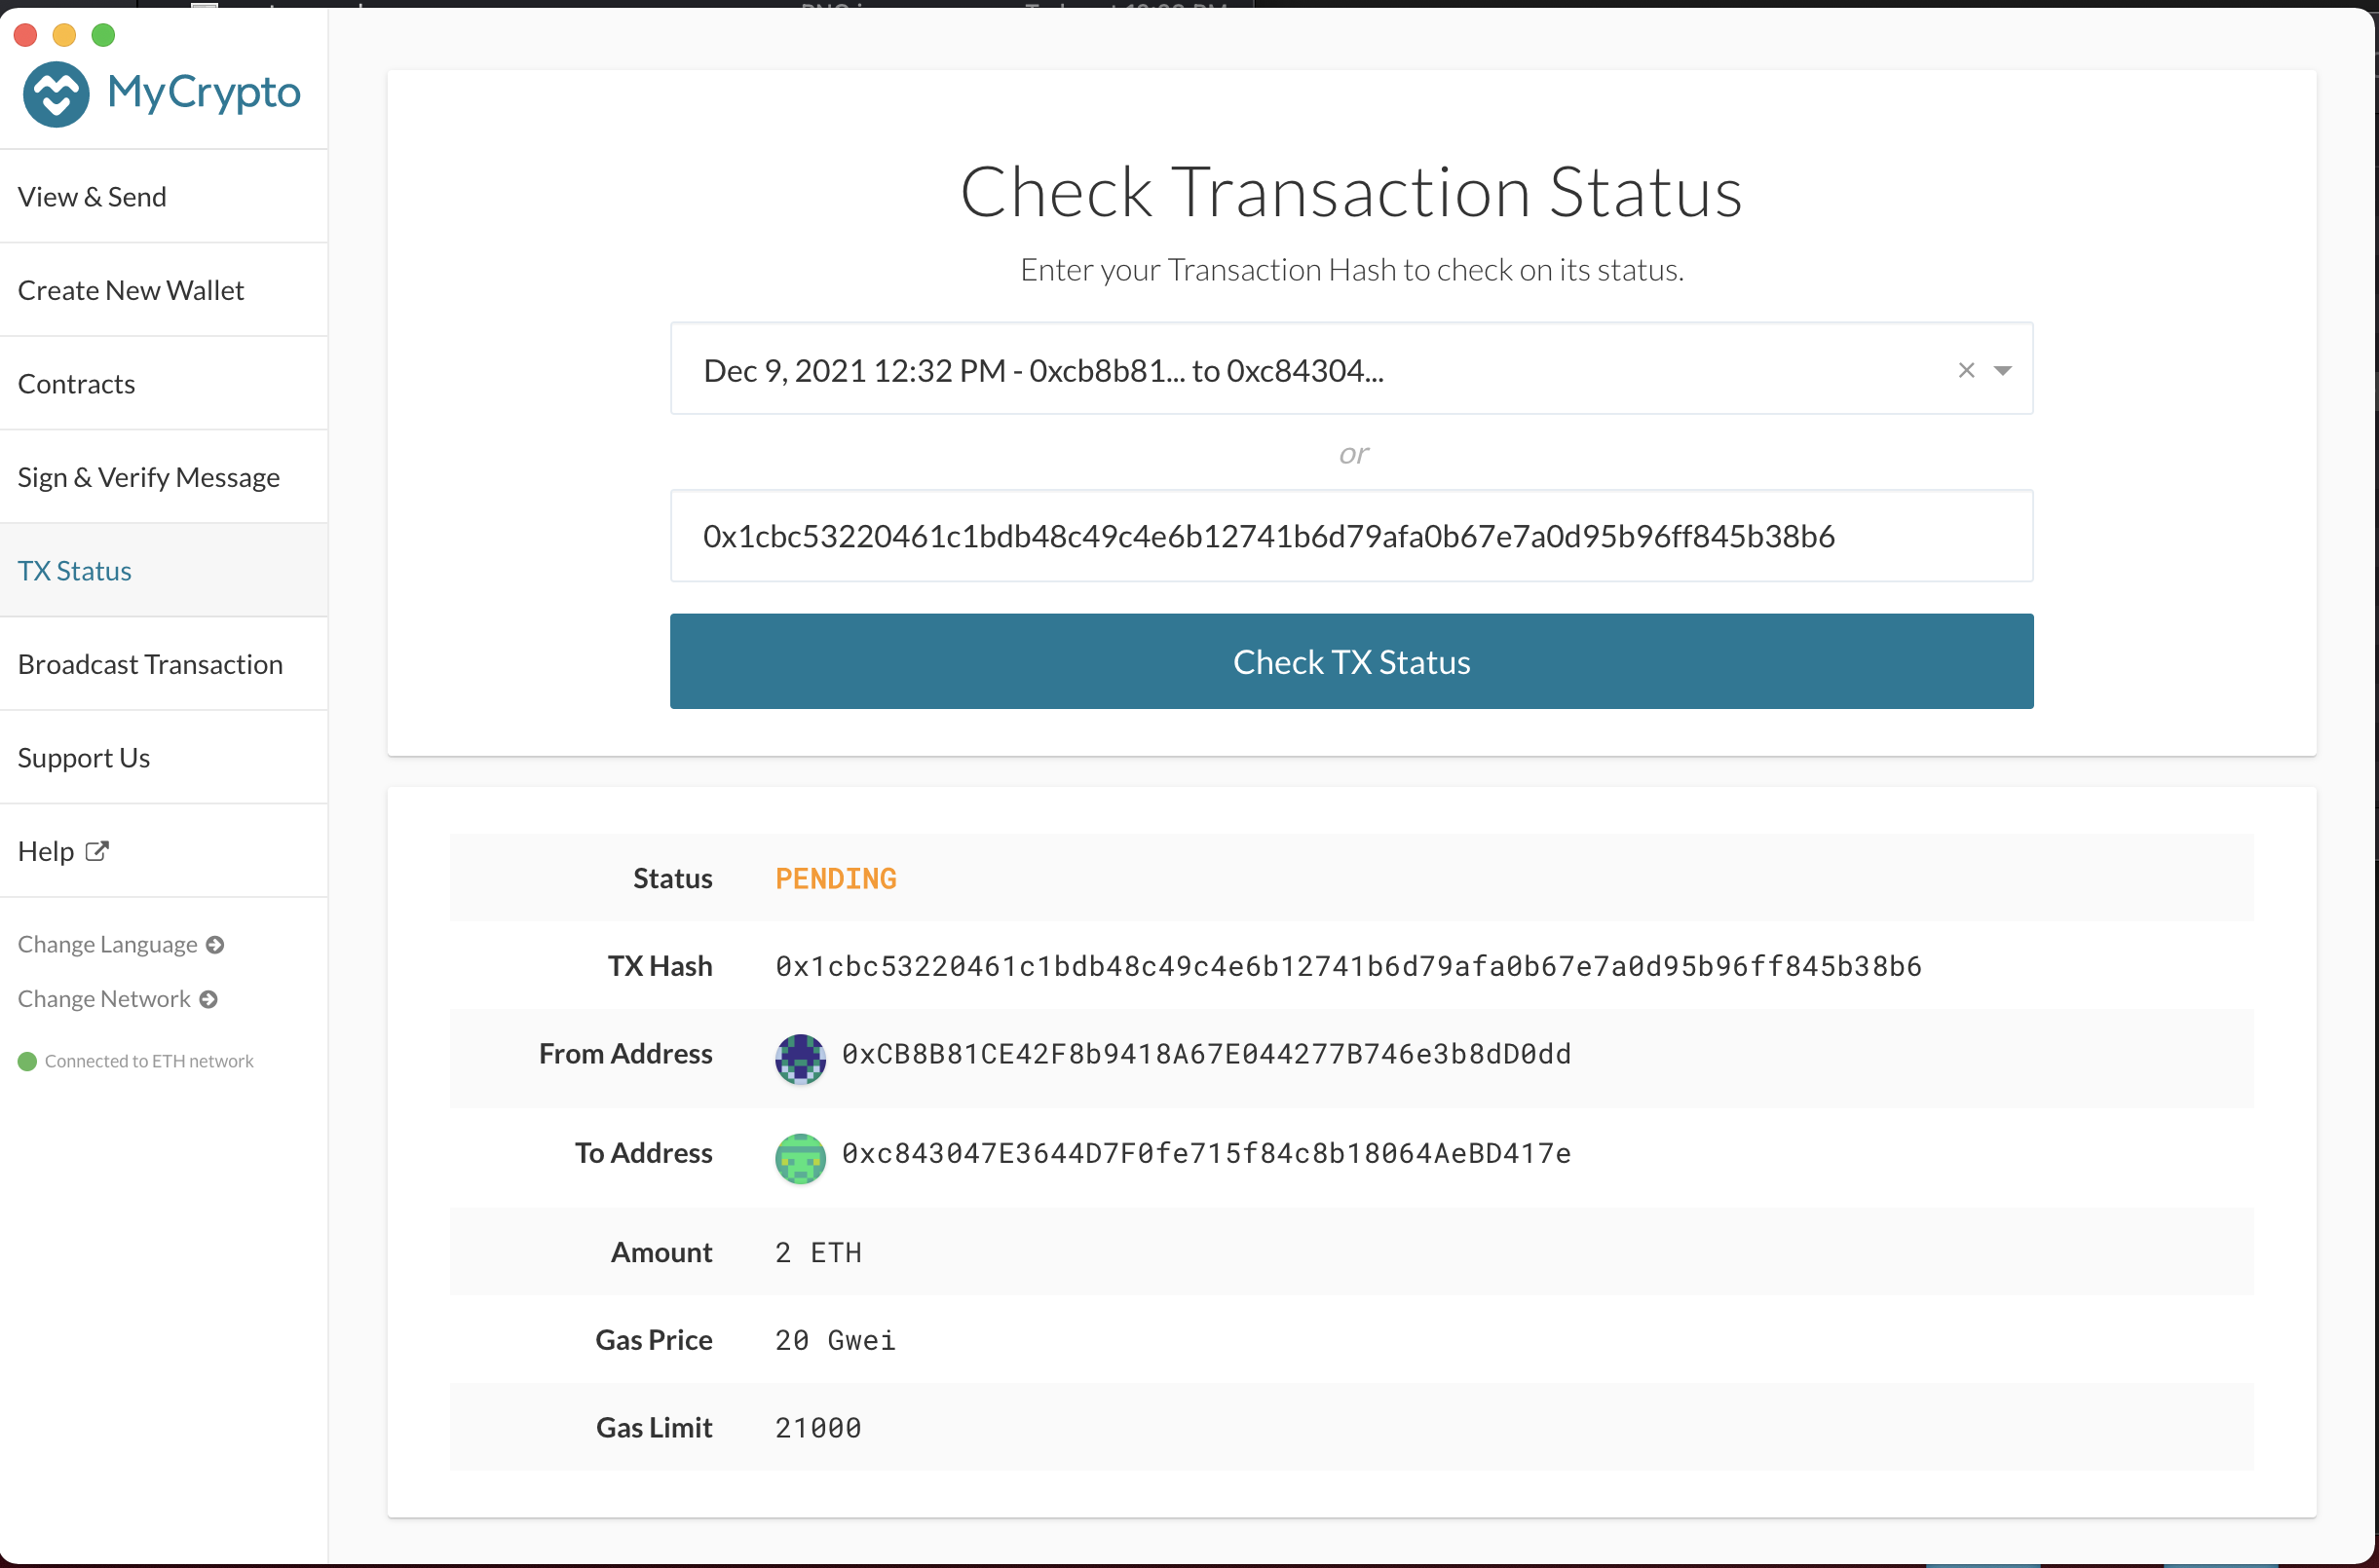 MyCrypto
View & Send
Create New Wallet
Contracts
Sign & Verify Message
TX Status
Broadcast Transaction
Support Us
Help
Change Language
Change Network
Connected to ETH network
Check Transaction Status
Enter your Transaction Hash to check on its status.
Dec 9, 2021 12:32 PM - 0xcb8b81... to 0xc84304...
or
0x1cbc53220461c1bdb48c49c4e6b12741b6d79afa0b67e7a0d95b96ff845b38b6
Check TX Status
Status PENDING
TX Hash 0x1cbc53220461c1bdb48c49c4e6b12741b6d79afa0b67e7a0d95b96ff845b38b6
From Address 0xCB8B81CE42F8b9418A67E044277B746e3b8dD0dd
To Address 0xc843047E3644D7F0fe715f84c8b18064AeBD417e
Amount 2 ETH
Gas Price 20 Gwei
Gas Limit 21000